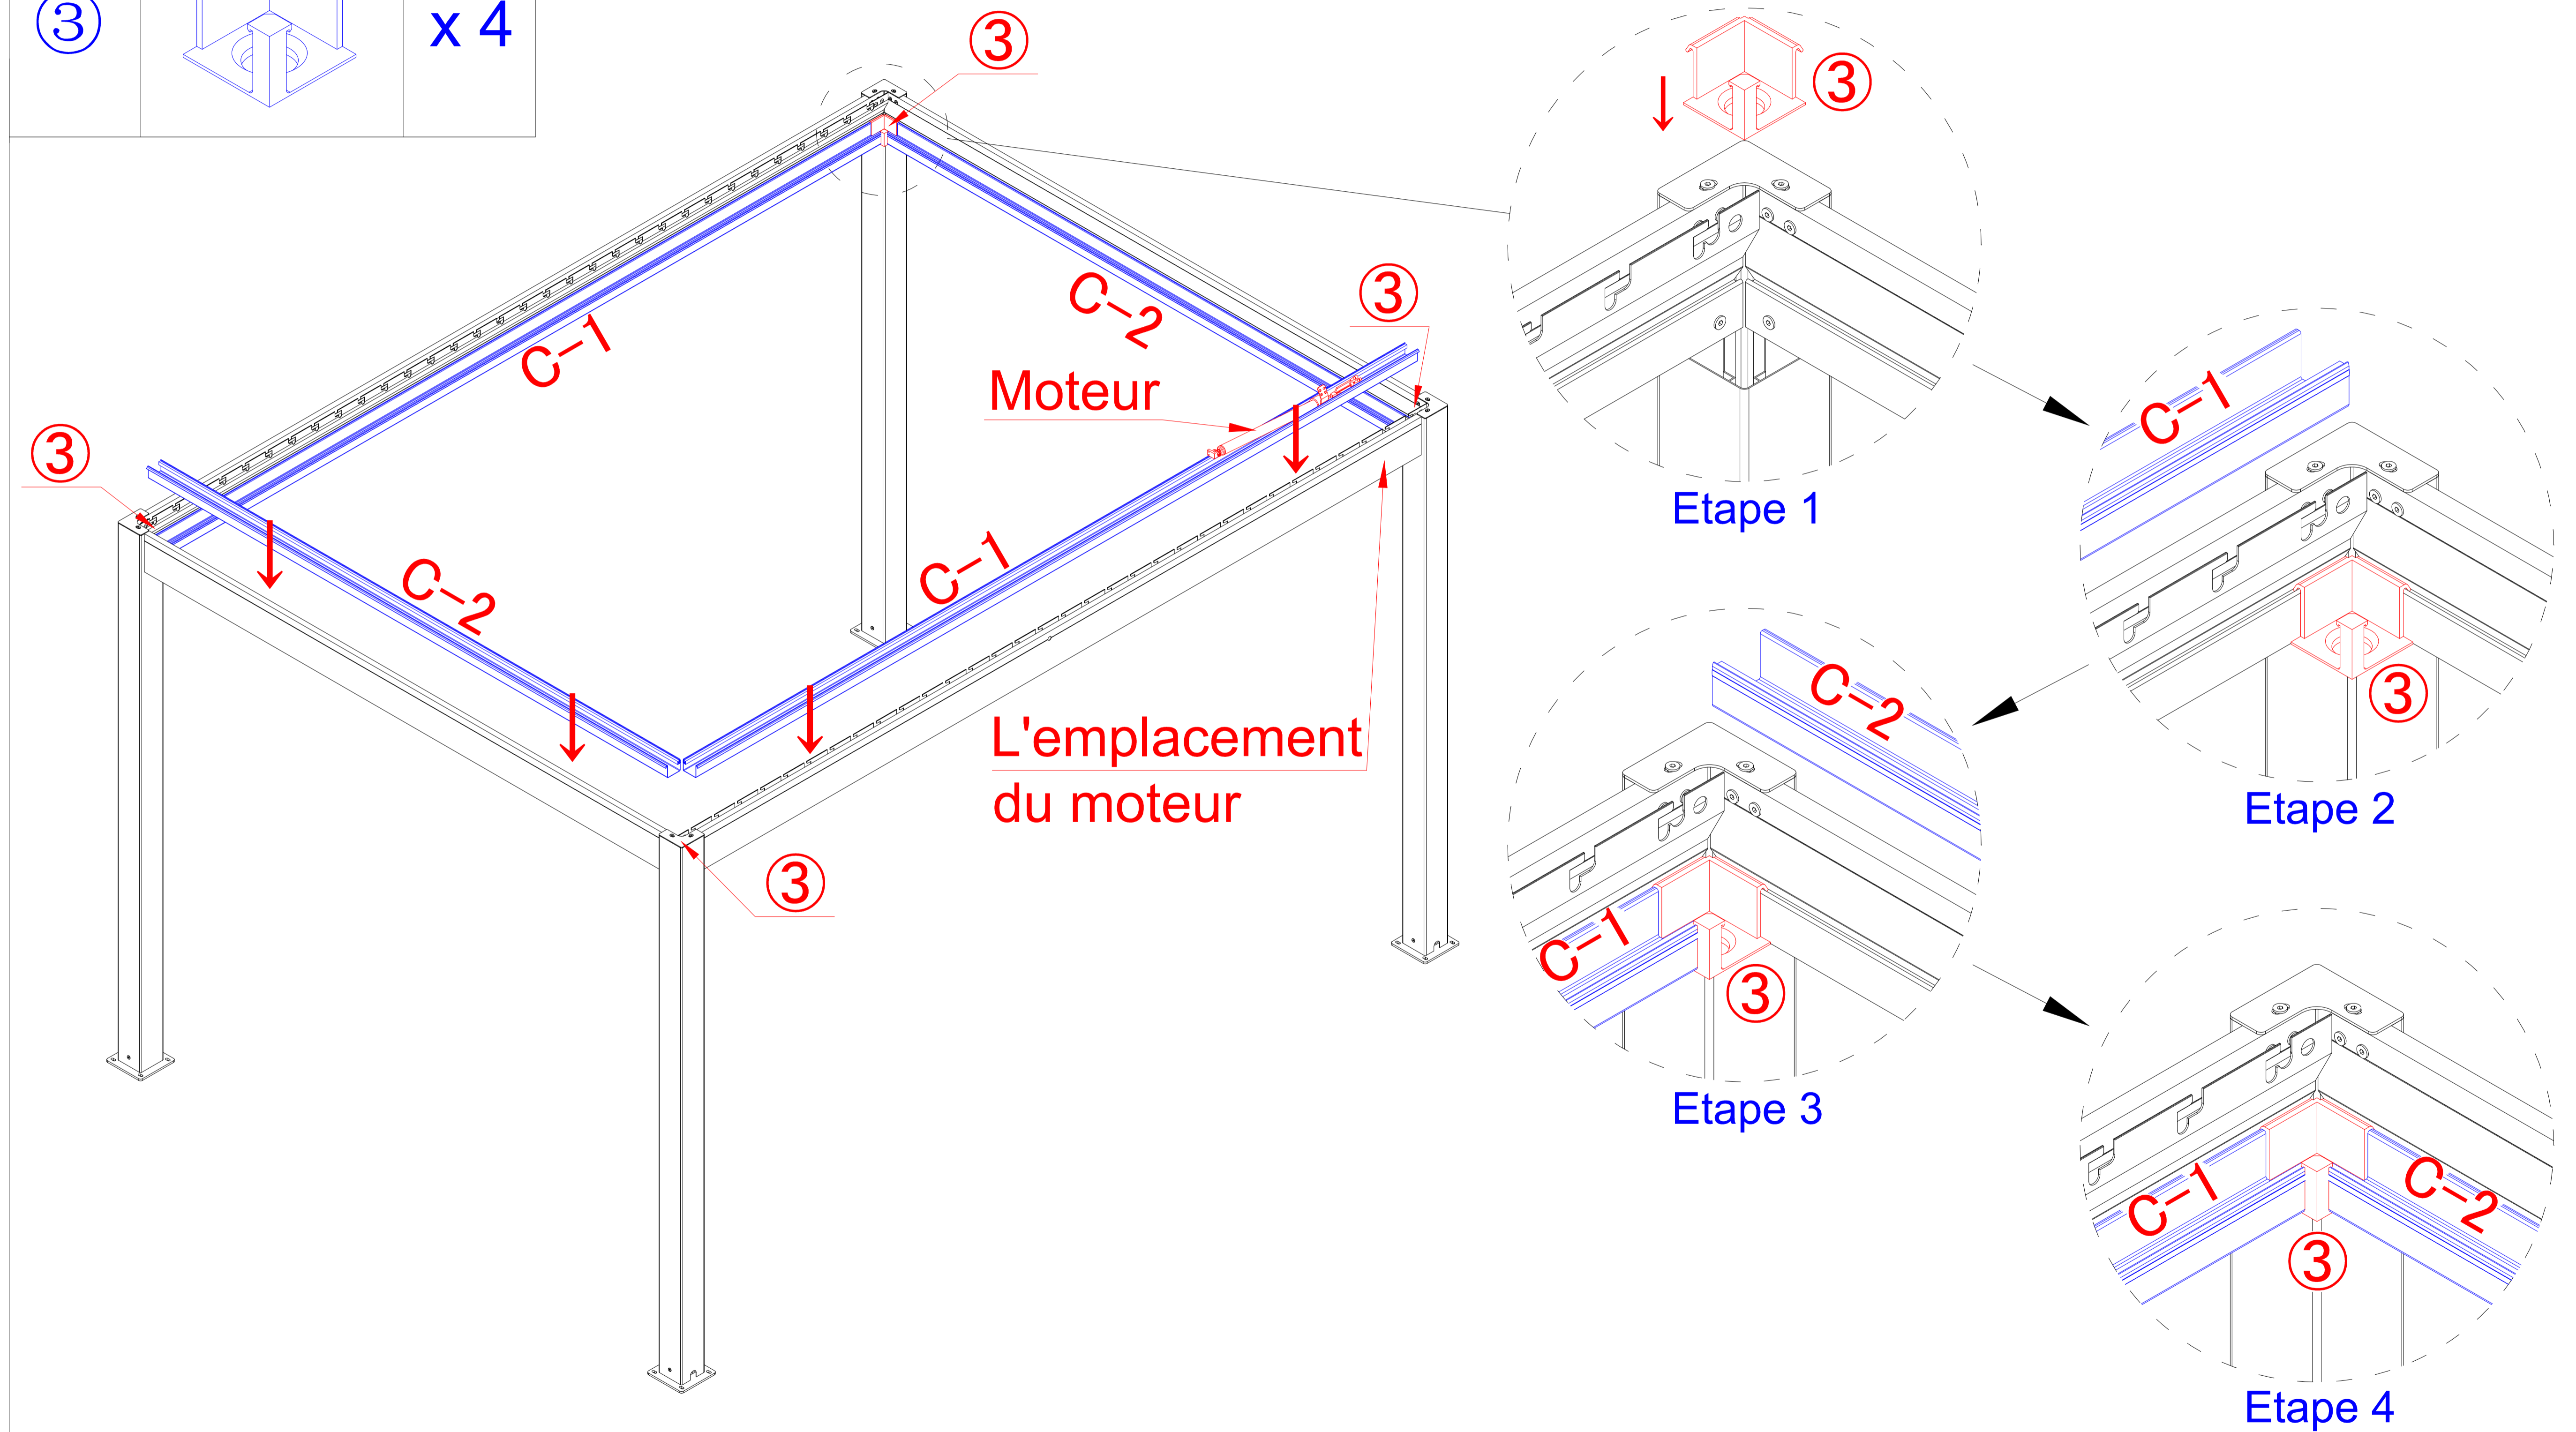 ③
x 4
③
③
③
C-1
C-2
③
Moteur
③
C-2
C-1
L'emplacement
du moteur
③
Etape 1
C-1
③
Etape 2
C-2
C-1
③
Etape 3
C-1
C-2
③
Etape 4